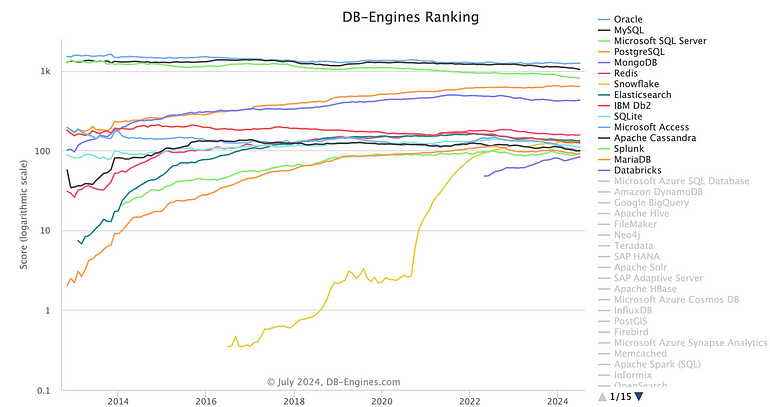 DB-Engines Ranking
Score (logarithmic scale)
1k
100
10
1
0.1
2014
2016
2018
2020
2022
2024
© July 2024, DB-Engines.com
Oracle
MySQL
Microsoft SQL Server
PostgreSQL
MongoDB
Redis
Snowflake
Elasticsearch
IBM Db2
SQLite
Microsoft Access
Apache Cassandra
Splunk
MariaDB
Databricks
Microsoft Azure SQL Database
Amazon DynamoDB
Google BigQuery
Apache Hive
FileMaker
Neo4j
Teradata
SAP HANA
Apache Solr
SAP Adaptive Server
Apache HBase
Microsoft Azure Cosmos DB
InfluxDB
PostGIS
Firebird
Microsoft Azure Synapse Analytics
Memcached
Apache Spark (SQL)
Informix
OpenSearch
1/15